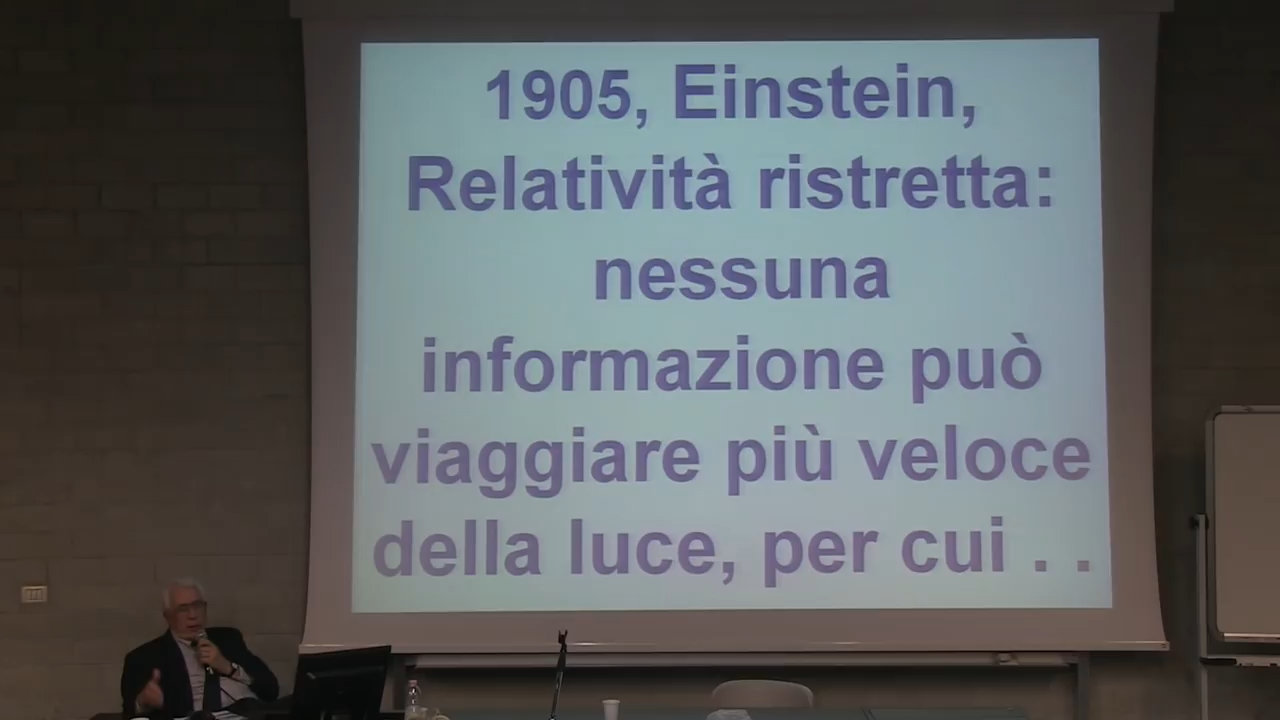 1905, Einstein,
Relatività ristretta:
nessuna
informazione può
viaggiare più veloce
della luce, per cui . .